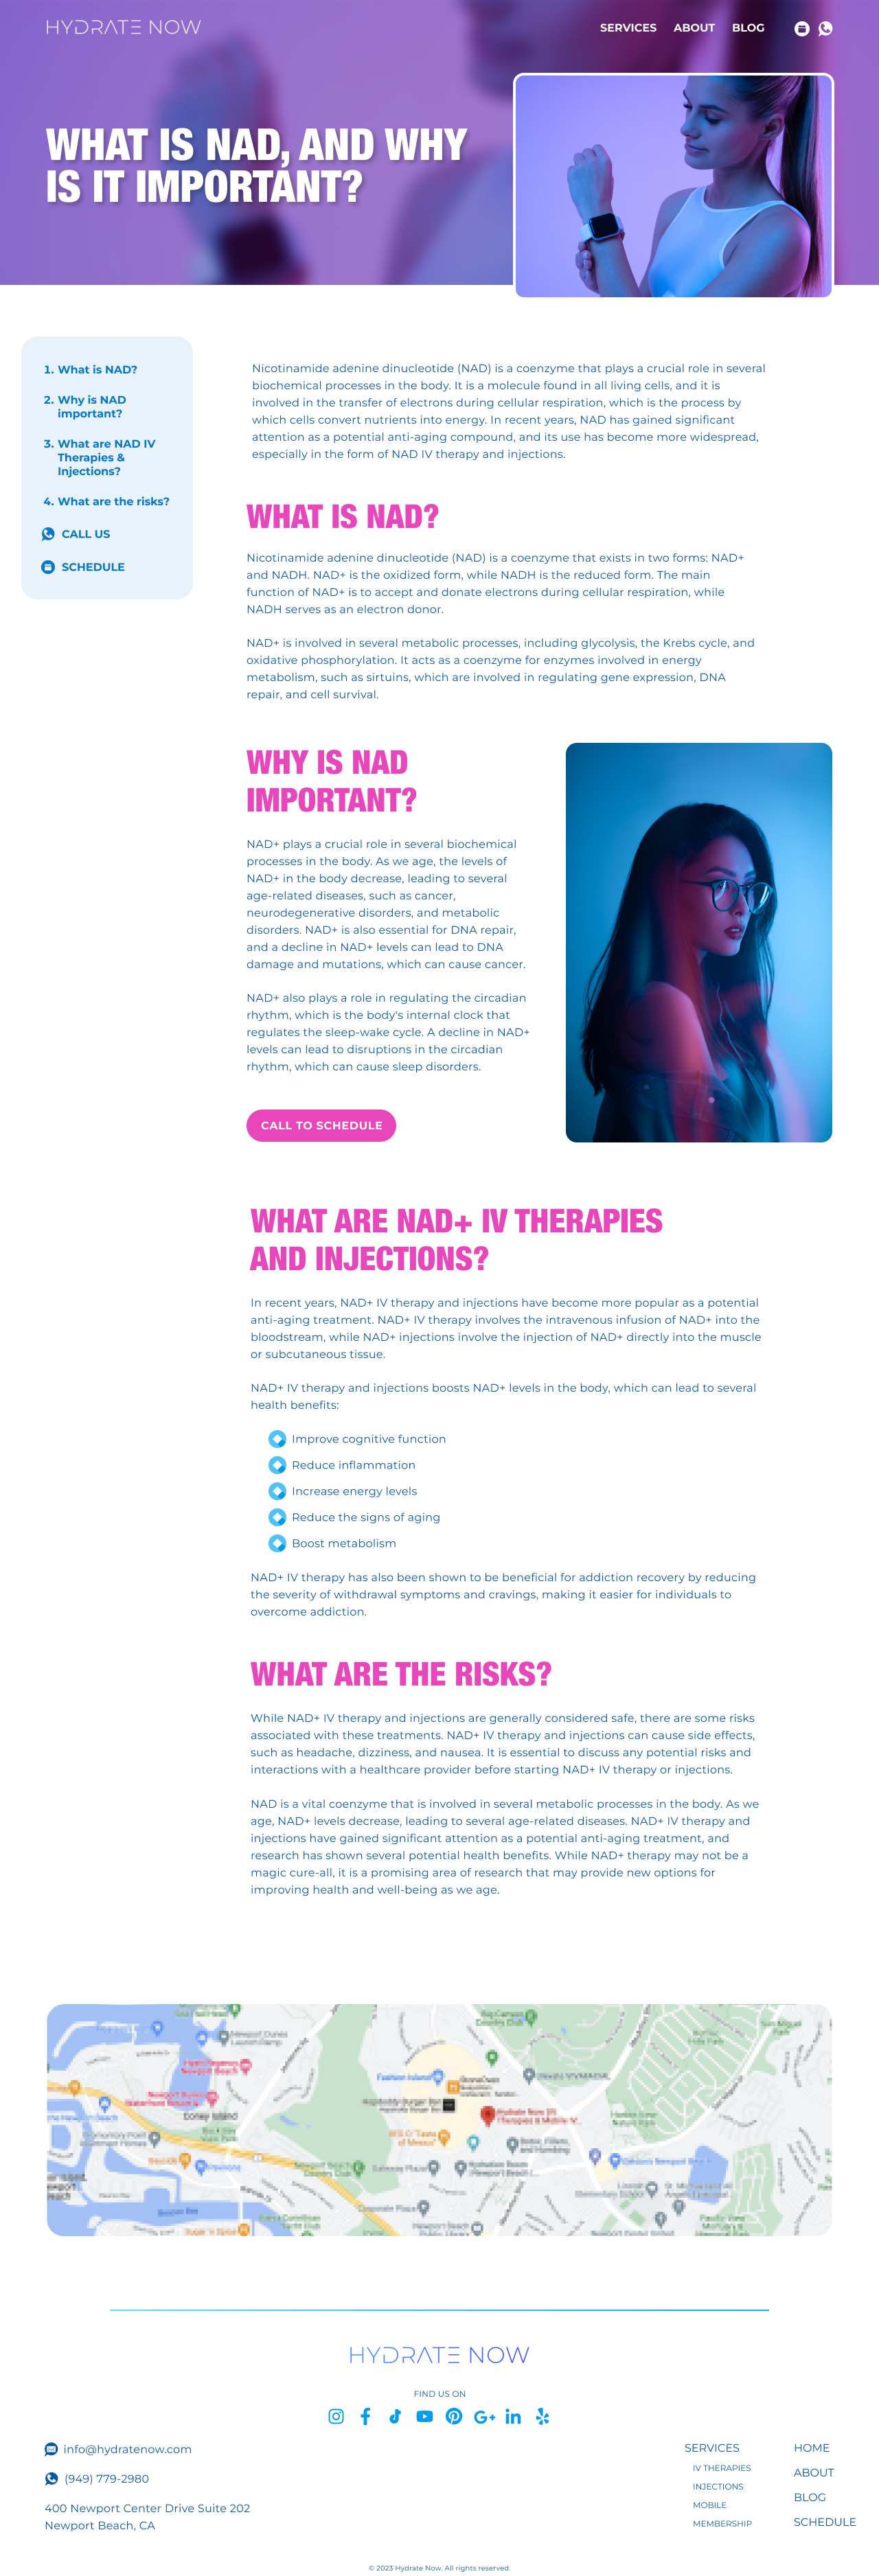 HYDRATE NOW
SERVICES ABOUT BLOG
WHAT IS NAD, AND WHY
IS IT IMPORTANT?
1. What is NAD?
2. Why is NAD
important?
3. What are NAD IV
Therapies &
Injections?
4. What are the risks?
CALL US
SCHEDULE
Nicotinamide adenine dinucleotide (NAD) is a coenzyme that plays a crucial role in several
biochemical processes in the body. It is a molecule found in all living cells, and it is
involved in the transfer of electrons during cellular respiration, which is the process by
which cells convert nutrients into energy. In recent years, NAD has gained significant
attention as a potential anti-aging compound, and its use has become more widespread,
especially in the form of NAD IV therapy and injections.
WHAT IS NAD?
Nicotinamide adenine dinucleotide (NAD) is a coenzyme that exists in two forms: NAD+
and NADH. NAD+ is the oxidized form, while NADH is the reduced form. The main
function of NAD+ is to accept and donate electrons during cellular respiration, while
NADH serves as an electron donor.
NAD+ is involved in several metabolic processes, including glycolysis, the Krebs cycle, and
oxidative phosphorylation. It acts as a coenzyme for enzymes involved in energy
metabolism, such as sirtuins, which are involved in regulating gene expression, DNA
repair, and cell survival.
WHY IS NAD
IMPORTANT?
NAD+ plays a crucial role in several biochemical
processes in the body. As we age, the levels of
NAD+ in the body decrease, leading to several
age-related diseases, such as cancer,
neurodegenerative disorders, and metabolic
disorders. NAD+ is also essential for DNA repair,
and a decline in NAD+ levels can lead to DNA
damage and mutations, which can cause cancer.
NAD+ also plays a role in regulating the circadian
rhythm, which is the body's internal clock that
regulates the sleep-wake cycle. A decline in NAD+
levels can lead to disruptions in the circadian
rhythm, which can cause sleep disorders.
CALL TO SCHEDULE
WHAT ARE NAD+ IV THERAPIES
AND INJECTIONS?
In recent years, NAD+ IV therapy and injections have become more popular as a potential
anti-aging treatment. NAD+ IV therapy involves the intravenous infusion of NAD+ into the
bloodstream, while NAD+ injections involve the injection of NAD+ directly into the muscle
or subcutaneous tissue.
NAD+ IV therapy and injections boosts NAD+ levels in the body, which can lead to several
health benefits:
Improve cognitive function
Reduce inflammation
Increase energy levels
Reduce the signs of aging
Boost metabolism
NAD+ IV therapy has also been shown to be beneficial for addiction recovery by reducing
the severity of withdrawal symptoms and cravings, making it easier for individuals to
overcome addiction.
WHAT ARE THE RISKS?
While NAD+ IV therapy and injections are generally considered safe, there are some risks
associated with these treatments. NAD+ IV therapy and injections can cause side effects,
such as headache, dizziness, and nausea. It is essential to discuss any potential risks and
interactions with a healthcare provider before starting NAD+ IV therapy or injections.
NAD is a vital coenzyme that is involved in several metabolic processes in the body. As we
age, NAD+ levels decrease, leading to several age-related diseases. NAD+ IV therapy and
injections have gained significant attention as a potential anti-aging treatment, and
research has shown several potential health benefits. While NAD+ therapy may not be a
magic cure-all, it is a promising area of research that may provide new options for
improving health and well-being as we age.
Fashion Island
HYDRATE NOW
FIND US ON
info@hydratenow.com
(949) 779-2980
400 Newport Center Drive Suite 202
Newport Beach, CA
SERVICES
IV THERAPIES
INJECTIONS
MOBILE
MEMBERSHIP
HOME
ABOUT
BLOG
SCHEDULE
© 2023 Hydrate Now. All rights reserved.